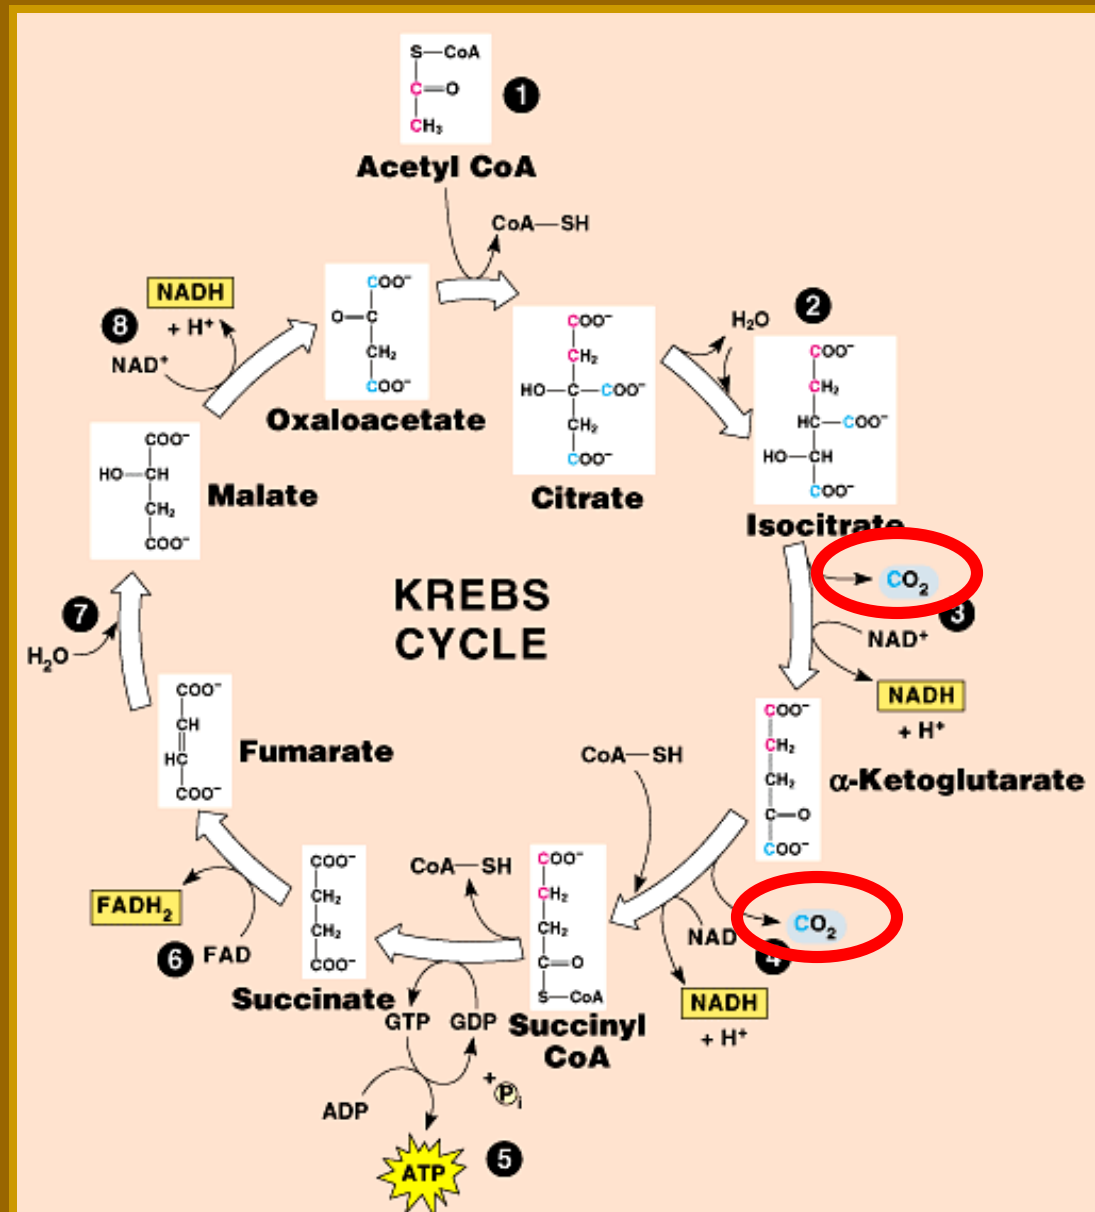 S—CoA
C=O
CH₃
1
Acetyl CoA
CoA—SH
NADH
+ H⁺
8
NAD⁺
COO⁻
O=C
CH₂
COO⁻
Oxaloacetate
COO⁻
CH₂
HO—C—COO⁻
CH₂
COO⁻
Citrate
H₂O
2
COO⁻
CH₂
HC—COO⁻
HO—CH
COO⁻
Isocitrate
COO⁻
HO—CH
CH₂
COO⁻
Malate
KREBS
CYCLE
CO₂
3
NAD⁺
NADH
+ H⁺
7
H₂O
COO⁻
CH
HC
COO⁻
Fumarate
COO⁻
CH₂
CH₂
C=O
COO⁻
α-Ketoglutarate
CoA—SH
CO₂
NAD
4
NADH
+ H⁺
CoA—SH
COO⁻
CH₂
CH₂
C=O
S—CoA
Succinyl
CoA
COO⁻
CH₂
CH₂
COO⁻
Succinate
FADH₂
6
FAD
GTP
GDP
+ Pᵢ
ADP
ATP
5